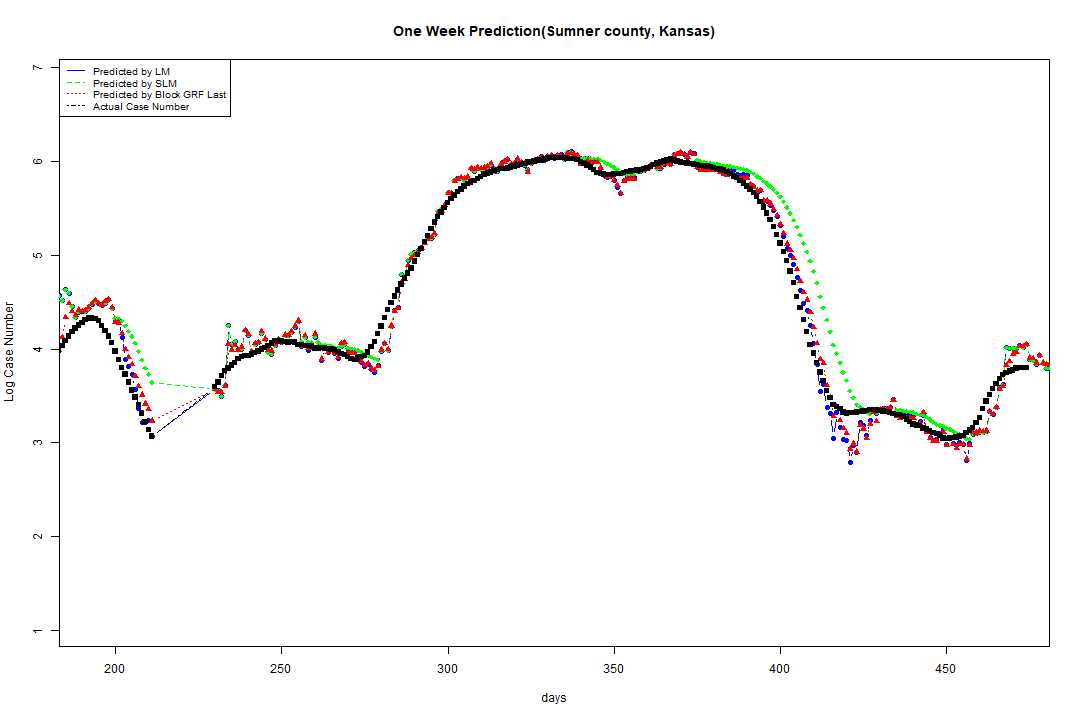 One Week Prediction(Sumner county, Kansas)
Predicted by LM
Predicted by SLM
Predicted by Block GRF Last
Actual Case Number
7
6
5
4
3
2
1
Log Case Number
200 250 300 350 400 450
days